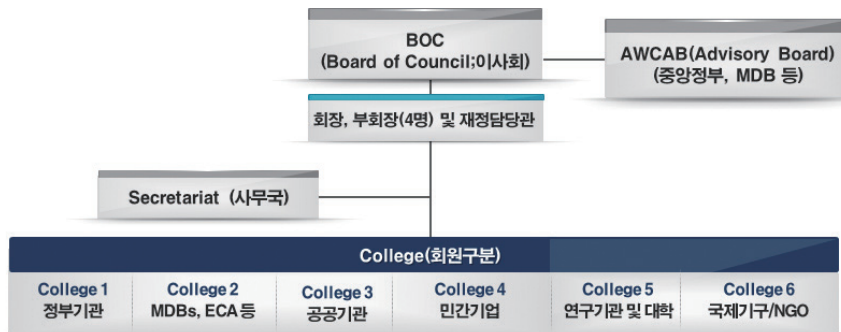 BOC
(Board of Council;이사회)
AWCAB(Advisory Board)
(중앙정부, MDB 등)
회장, 부회장(4명) 및 재정담당관
Secretariat (사무국)
College(회원구분)
College 1
정부기관
College 2
MDBs, ECA 등
College 3
공공기관
College 4
민간기업
College 5
연구기관 및 대학
College 6
국제기구/NGO